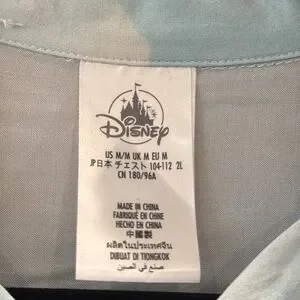 Disney
US M/M UK M EU M
JP日本 チェスト 104-112 2L
CN 180/96A
MADE IN CHINA
FABRIQUÉ EN CHINE
HECHO EN CHINA
中國製
ผลิตในประเทศจีน
DIBUAT DI TIONGKOK
صنع في الصين